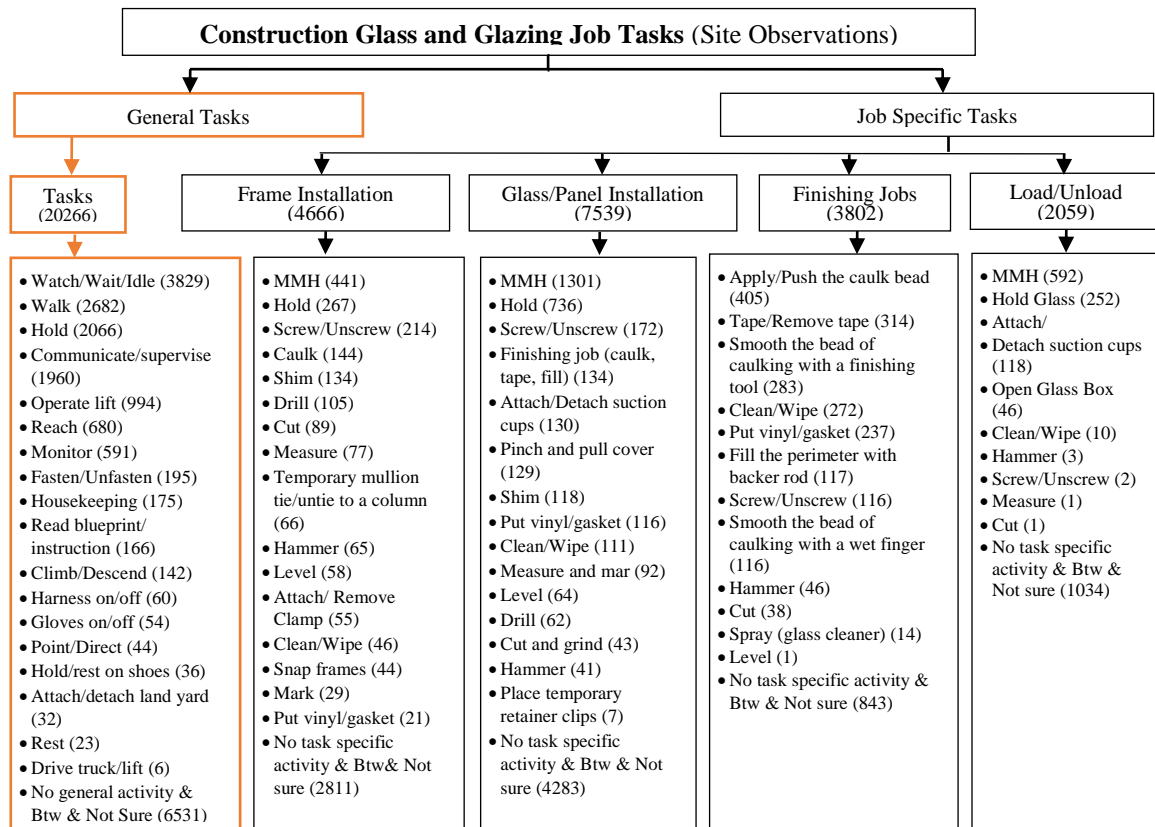 Construction Glass and Glazing Job Tasks (Site Observations)
General Tasks
Job Specific Tasks
Tasks
(20266)
Frame Installation
(4666)
Glass/Panel Installation
(7539)
Finishing Jobs
(3802)
Load/Unload
(2059)
• Watch/Wait/Idle (3829)
• Walk (2682)
• Hold (2066)
• Communicate/supervise
(1960)
• Operate lift (994)
• Reach (680)
• Monitor (591)
• Fasten/Unfasten (195)
• Housekeeping (175)
• Read blueprint/
instruction (166)
• Climb/Descend (142)
• Harness on/off (60)
• Gloves on/off (54)
• Point/Direct (44)
• Hold/rest on shoes (36)
• Attach/detach land yard
(32)
• Rest (23)
• Drive truck/lift (6)
• No general activity &
Btw & Not Sure (6531)
• MMH (441)
• Hold (267)
• Screw/Unscrew (214)
• Caulk (144)
• Shim (134)
• Drill (105)
• Cut (89)
• Measure (77)
• Temporary mullion
tie/untie to a column
(66)
• Hammer (65)
• Level (58)
• Attach/ Remove
Clamp (55)
• Clean/Wipe (46)
• Snap frames (44)
• Mark (29)
• Put vinyl/gasket (21)
• No task specific
activity & Btw& Not
sure (2811)
• MMH (1301)
• Hold (736)
• Screw/Unscrew (172)
• Finishing job (caulk,
tape, fill) (134)
• Attach/Detach suction
cups (130)
• Pinch and pull cover
(129)
• Shim (118)
• Put vinyl/gasket (116)
• Clean/Wipe (111)
• Measure and mar (92)
• Level (64)
• Drill (62)
• Cut and grind (43)
• Hammer (41)
• Place temporary
retainer clips (7)
• No task specific
activity & Btw & Not
sure (4283)
• Apply/Push the caulk bead
(405)
• Tape/Remove tape (314)
• Smooth the bead of
caulking with a finishing
tool (283)
• Clean/Wipe (272)
• Put vinyl/gasket (237)
• Fill the perimeter with
backer rod (117)
• Screw/Unscrew (116)
• Smooth the bead of
caulking with a wet finger
(116)
• Hammer (46)
• Cut (38)
• Spray (glass cleaner) (14)
• Level (1)
• No task specific activity &
Btw & Not sure (843)
• MMH (592)
• Hold Glass (252)
• Attach/
• Detach suction cups
(118)
• Open Glass Box
(46)
• Clean/Wipe (10)
• Hammer (3)
• Screw/Unscrew (2)
• Measure (1)
• Cut (1)
• No task specific
activity & Btw &
Not sure (1034)